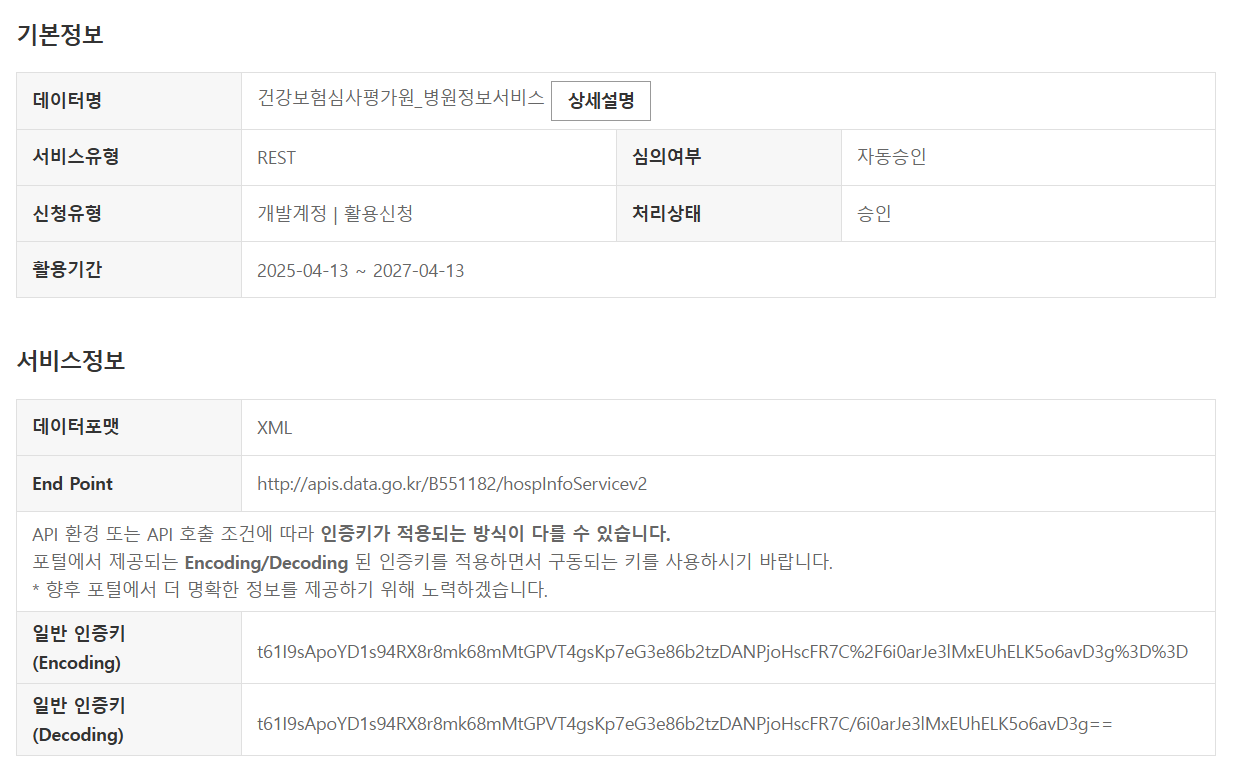 기본정보
데이터명 건강보험심사평가원_병원정보서비스 상세설명
서비스유형 REST 심의여부 자동승인
신청유형 개발계정 | 활용신청 처리상태 승인
활용기간 2025-04-13 ~ 2027-04-13
서비스정보
데이터포맷 XML
End Point http://apis.data.go.kr/B551182/hospInfoServicev2
API 환경 또는 API 호출 조건에 따라 인증키가 적용되는 방식이 다를 수 있습니다.
포털에서 제공되는 Encoding/Decoding 된 인증키를 적용하면서 구동되는 키를 사용하시기 바랍니다.
* 향후 포털에서 더 명확한 정보를 제공하기 위해 노력하겠습니다.
일반 인증키
(Encoding)
t61I9sApoYD1s94RX8r8mk68mMtGPVT4gsKp7eG3e86b2tzDANPjoHscFR7C%2F6i0arJe3lMxEUhELK5o6avD3g%3D%3D
일반 인증키
(Decoding)
t61I9sApoYD1s94RX8r8mk68mMtGPVT4gsKp7eG3e86b2tzDANPjoHscFR7C/6i0arJe3lMxEUhELK5o6avD3g==